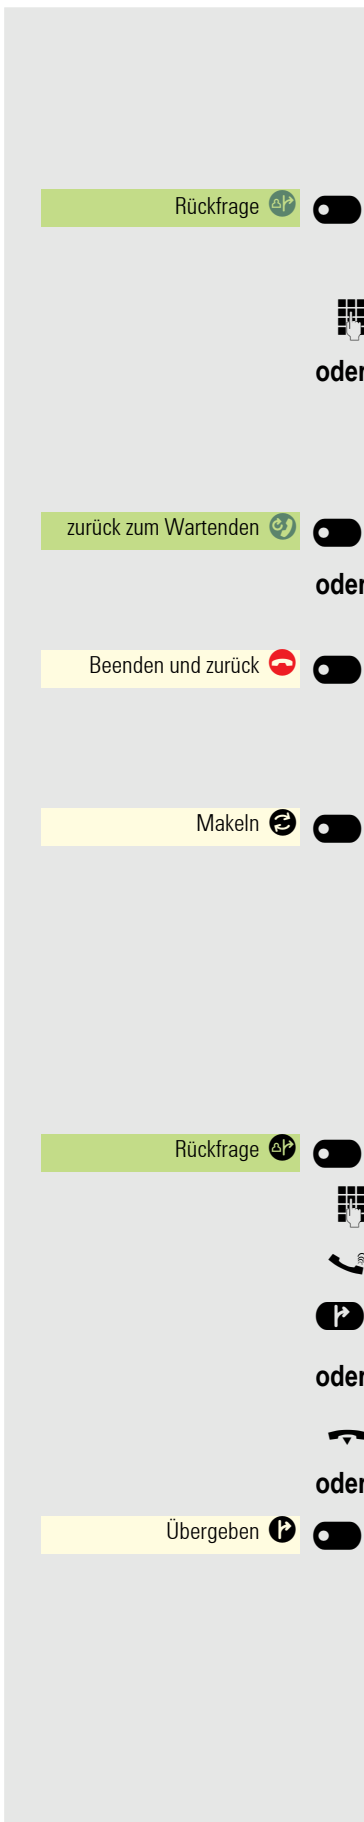 Rückfrage
oder
zurück zum Wartenden
oder
Beenden und zurück
Makeln
Rückfrage
oder
oder
Übergeben